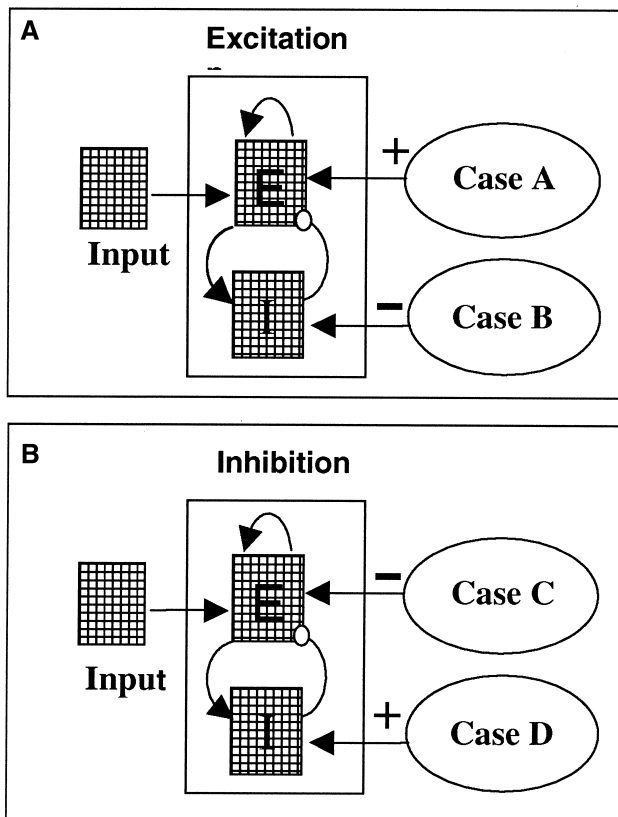 A
Excitation
E
+
Case A
Input
I
−
Case B
B
Inhibition
E
−
Case C
Input
I
+
Case D